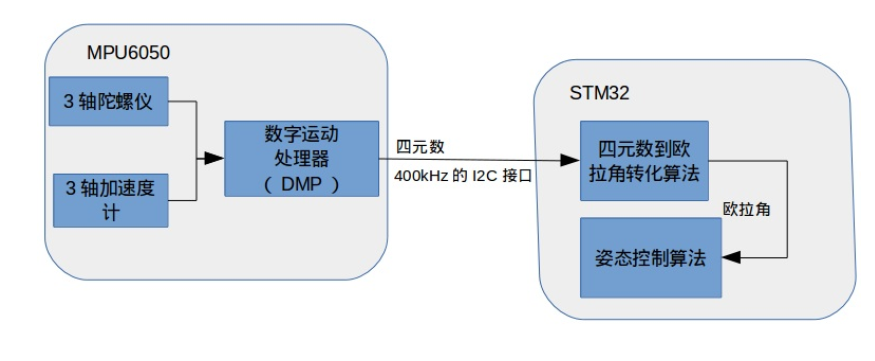 MPU6050
3 轴陀螺仪
3 轴加速度
计
数字运动
处理器
( DMP )
四元数
400kHz 的 I2C 接口
STM32
四元数到欧
拉角转化算法
欧拉角
姿态控制算法